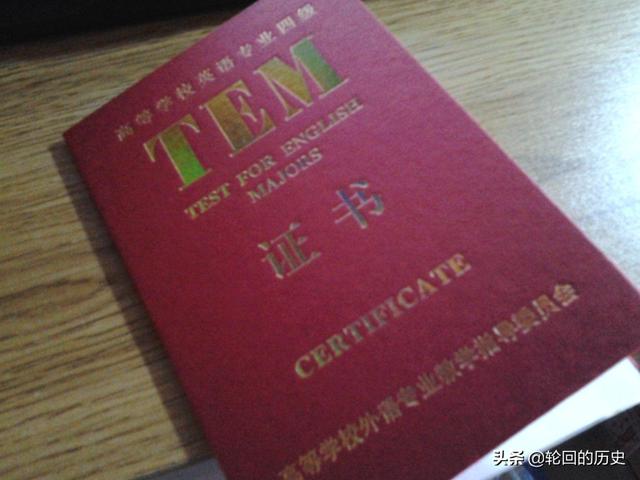 高等学校英语专业四级
TEM
TEST FOR ENGLISH
MAJORS
证书
CERTIFICATE
高等学校外语专业教学指导委员会
头条 @轮回的历史